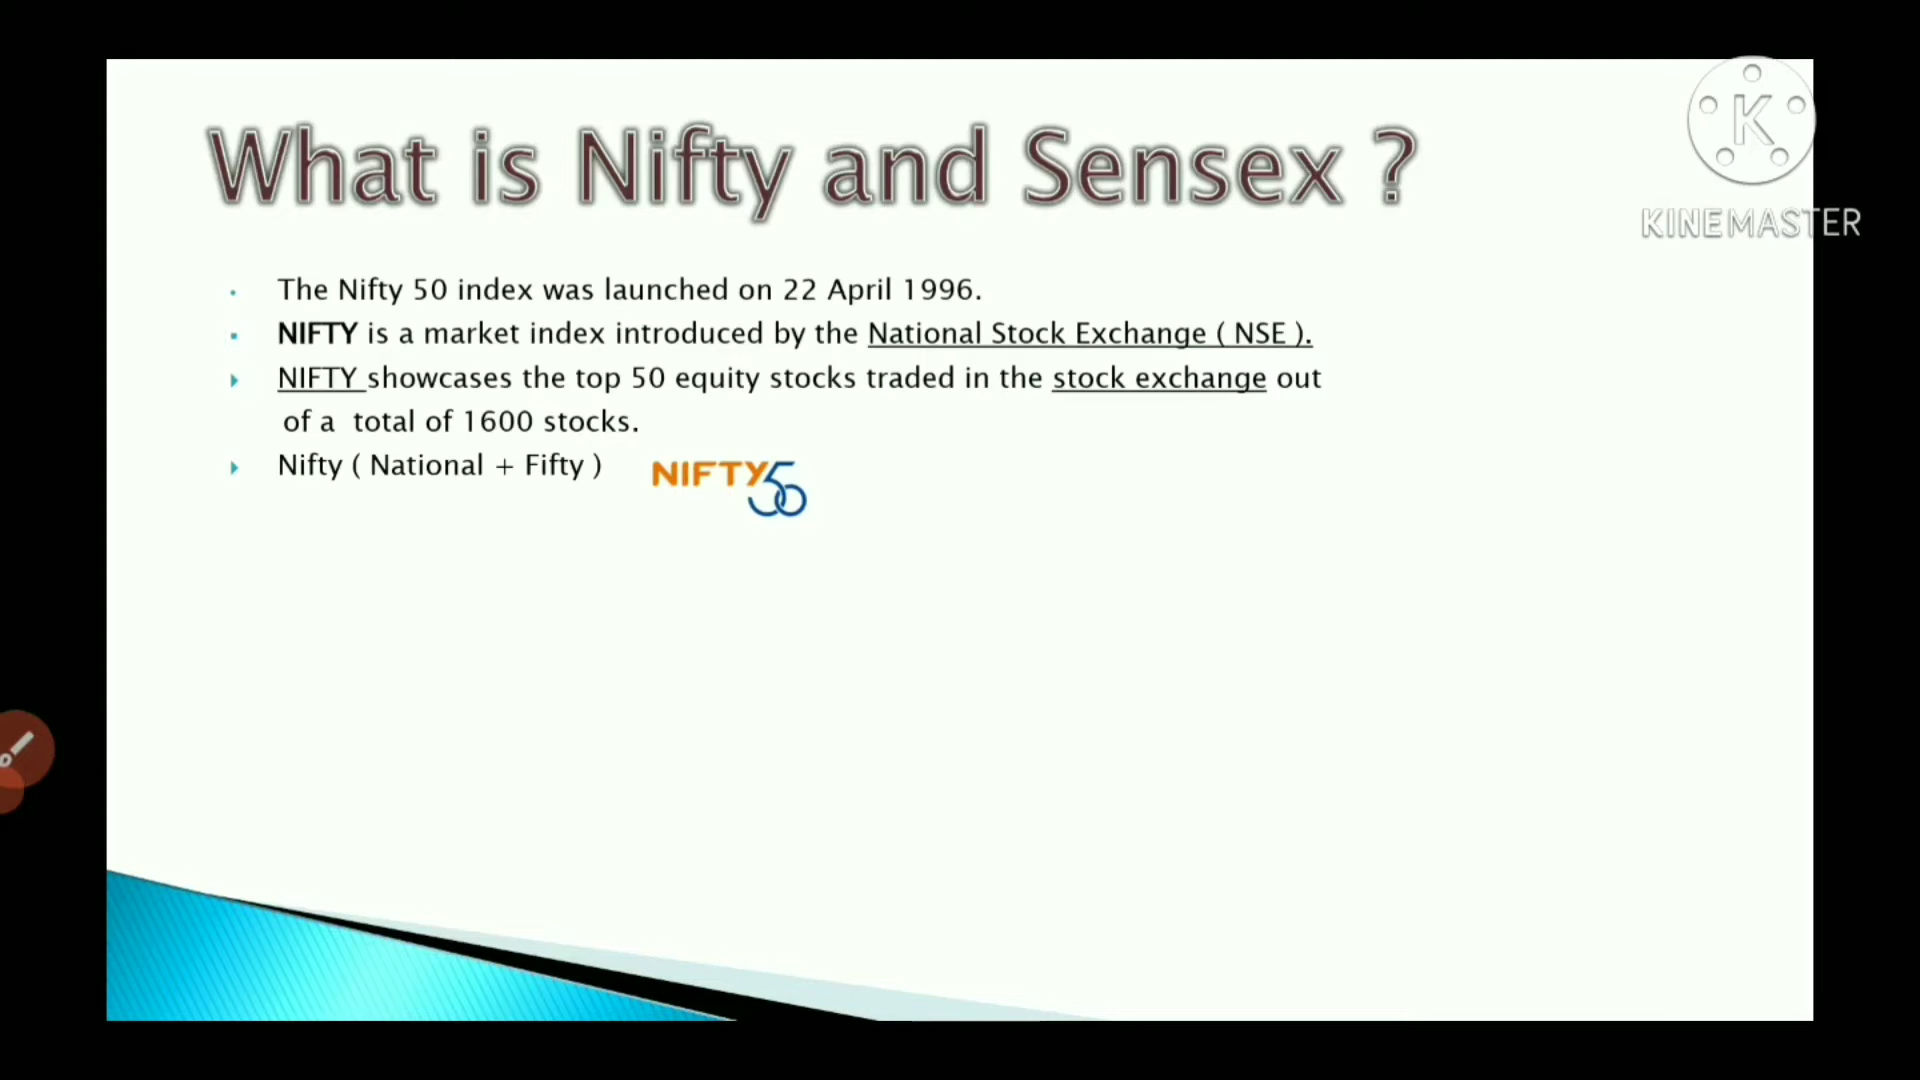 What is Nifty and Sensex ?
K
KINEMASTER
The Nifty 50 index was launched on 22 April 1996.
NIFTY is a market index introduced by the National Stock Exchange ( NSE ).
NIFTY showcases the top 50 equity stocks traded in the stock exchange out
of a total of 1600 stocks.
Nifty ( National + Fifty )
NIFTY50